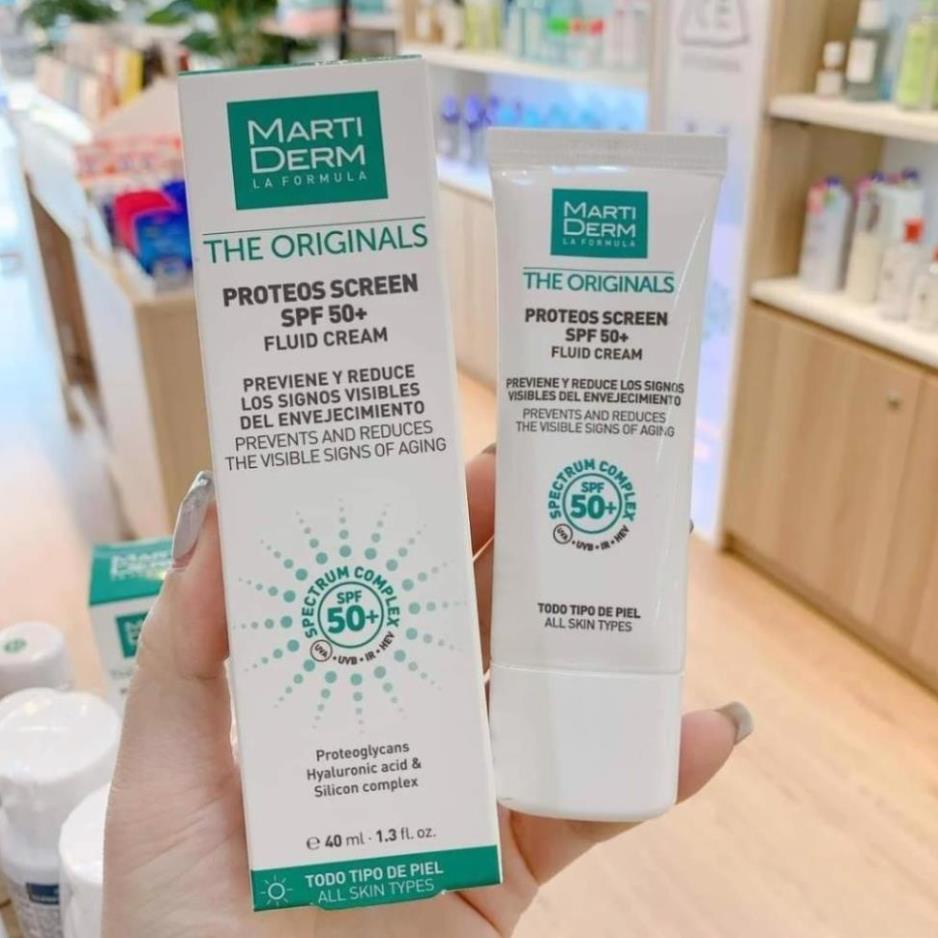 MARTI
DERM
LA FORMULA
THE ORIGINALS
PROTEOS SCREEN
SPF 50+
FLUID CREAM
PREVIENE Y REDUCE
LOS SIGNOS VISIBLES
DEL ENVEJECIMIENTO
PREVENTS AND REDUCES
THE VISIBLE SIGNS OF AGING
SPECTRUM COMPLEX
SPF
50+
UVA • UVB • IR • HEV
Proteoglycans
Hyaluronic acid &
Silicon complex
℮ 40 ml · 1.3 fl. oz.
TODO TIPO DE PIEL
ALL SKIN TYPES
MARTI
DERM
LA FORMULA
THE ORIGINALS
PROTEOS SCREEN
SPF 50+
FLUID CREAM
PREVIENE Y REDUCE LOS SIGNOS
VISIBLES DEL ENVEJECIMIENTO
PREVENTS AND REDUCES
THE VISIBLE SIGNS OF AGING
SPECTRUM COMPLEX
SPF
50+
UVA • UVB • IR • HEV
TODO TIPO DE PIEL
ALL SKIN TYPES